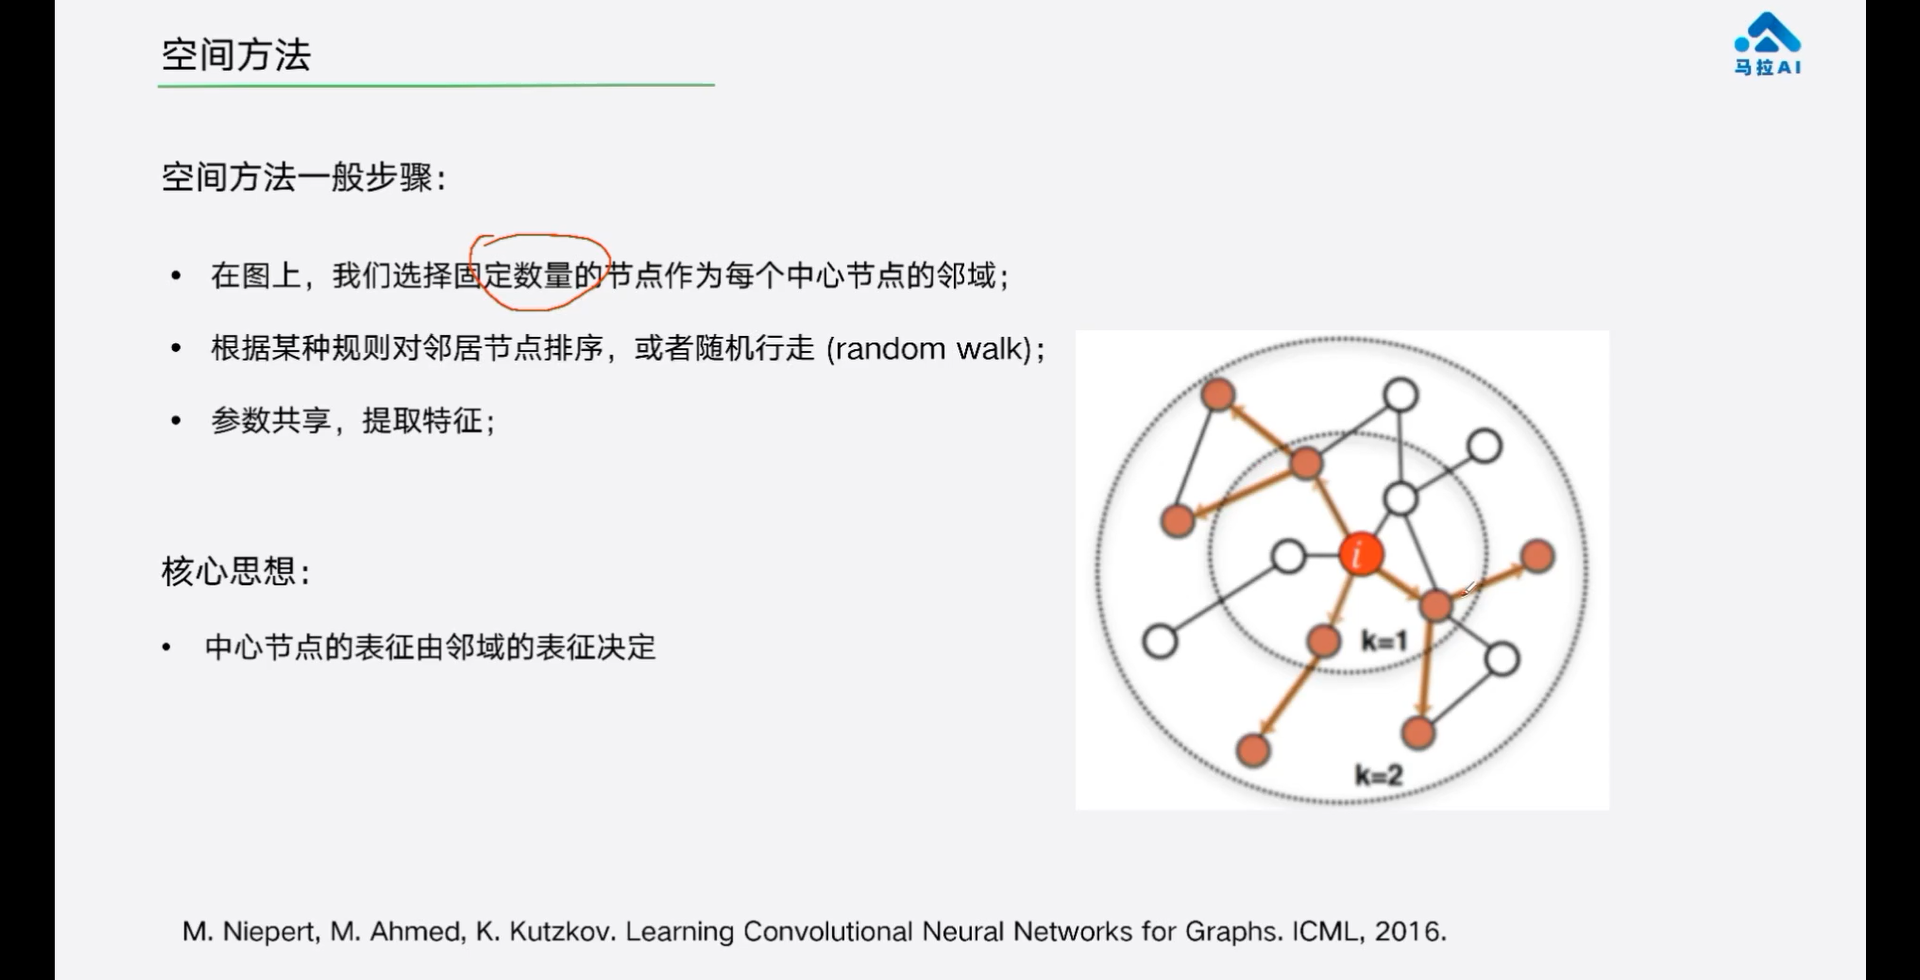 空间方法
马拉AI
空间方法一般步骤：
• 在图上，我们选择固定数量的节点作为每个中心节点的邻域；
• 根据某种规则对邻居节点排序，或者随机行走 (random walk)；
• 参数共享，提取特征；
i
k=1
k=2
核心思想：
• 中心节点的表征由邻域的表征决定
M. Niepert, M. Ahmed, K. Kutzkov. Learning Convolutional Neural Networks for Graphs. ICML, 2016.